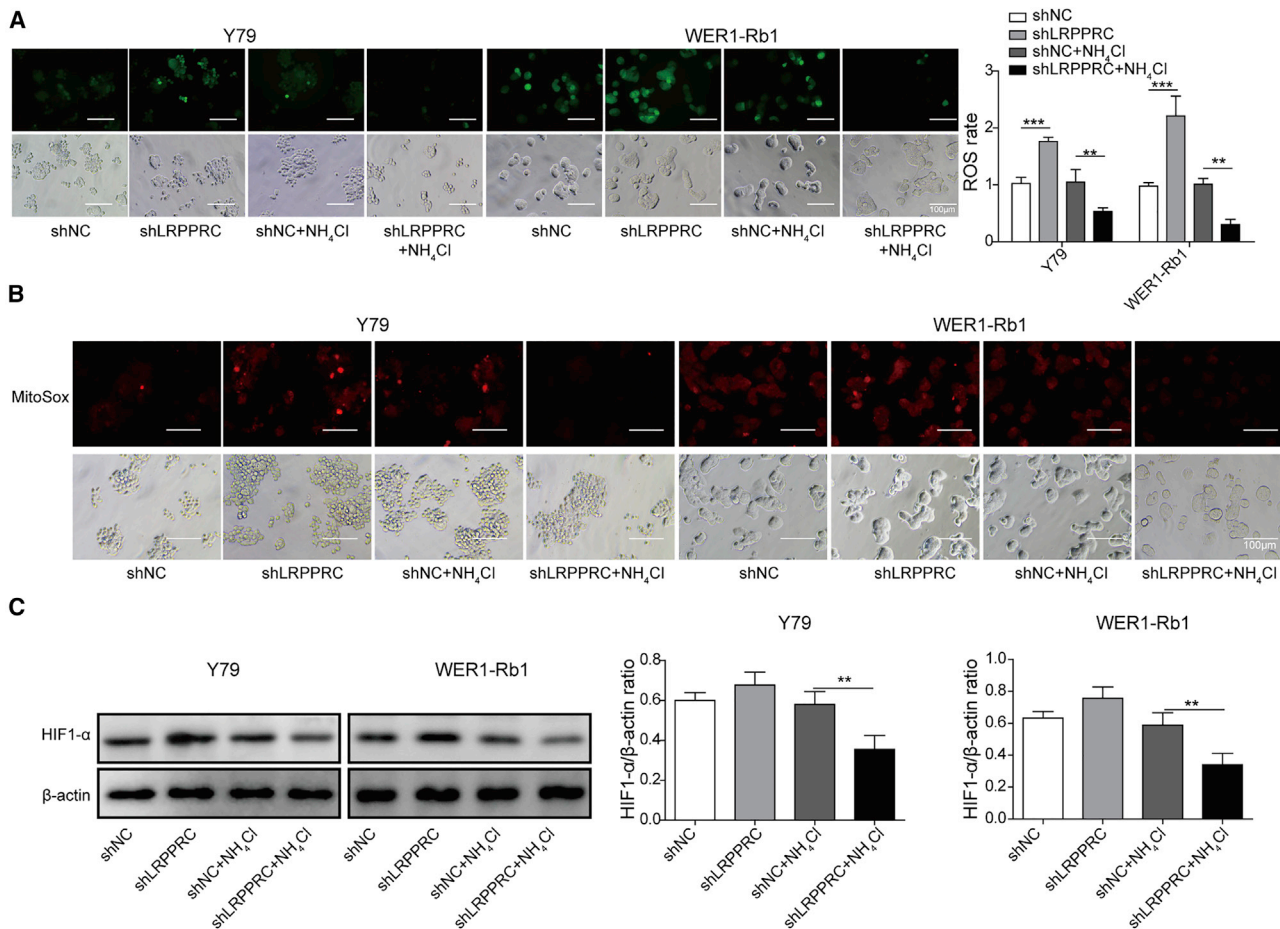 A
Y79
WER1-Rb1
shNC
shLRPPRC
shNC+NH₄Cl
shLRPPRC
+NH₄Cl
shNC
shLRPPRC
shNC+NH₄Cl
shLRPPRC
+NH₄Cl
100μm
shNC
shLRPPRC
shNC+NH₄Cl
shLRPPRC+NH₄Cl
ROS rate
3
2
1
0
***
**
***
**
Y79
WER1-Rb1
B
Y79
WER1-Rb1
MitoSox
100μm
shNC
shLRPPRC
shNC+NH₄Cl
shLRPPRC+NH₄Cl
shNC
shLRPPRC
shNC+NH₄Cl
shLRPPRC+NH₄Cl
C
Y79
WER1-Rb1
HIF1-α
β-actin
shNC
shLRPPRC
shNC+NH₄Cl
shLRPPRC+NH₄Cl
shNC
shLRPPRC
shNC+NH₄Cl
shLRPPRC+NH₄Cl
Y79
HIF1-α/β-actin ratio
0.8
0.6
0.4
0.2
0.0
**
shNC
shLRPPRC
shNC+NH₄Cl
shLRPPRC+NH₄Cl
WER1-Rb1
HIF1-α/β-actin ratio
1.0
0.8
0.6
0.4
0.2
0.0
**
shNC
shLRPPRC
shNC+NH₄Cl
shLRPPRC+NH₄Cl